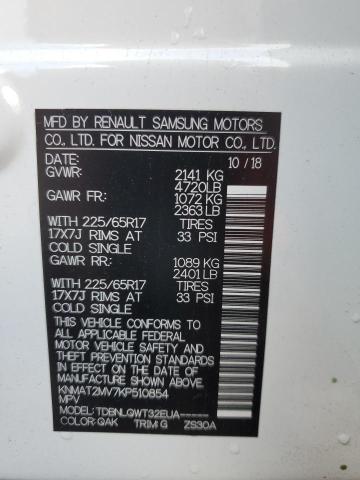 MFD BY RENAULT SAMSUNG MOTORS
CO., LTD. FOR NISSAN MOTOR CO., LTD.
DATE: 10 / 18
GVWR: 2141 KG
4720LB
GAWR FR: 1072 KG
2363 LB
WITH 225/65R17 TIRES
17X7J RIMS AT 33 PSI
COLD SINGLE
GAWR RR: 1089 KG
2401 LB
WITH 225/65R17 TIRES
17X7J RIMS AT 33 PSI
COLD SINGLE
THIS VEHICLE CONFORMS TO
ALL APPLICABLE FEDERAL
MOTOR VEHICLE SAFETY AND
THEFT PREVENTION STANDARDS
IN EFFECT ON THE DATE OF
MANUFACTURE SHOWN ABOVE.
KNMAT2MV7KP510854
MPV
MODEL: TDBNLQWT32EUA-----
COLOR: QAK TRIM: G ZS30A